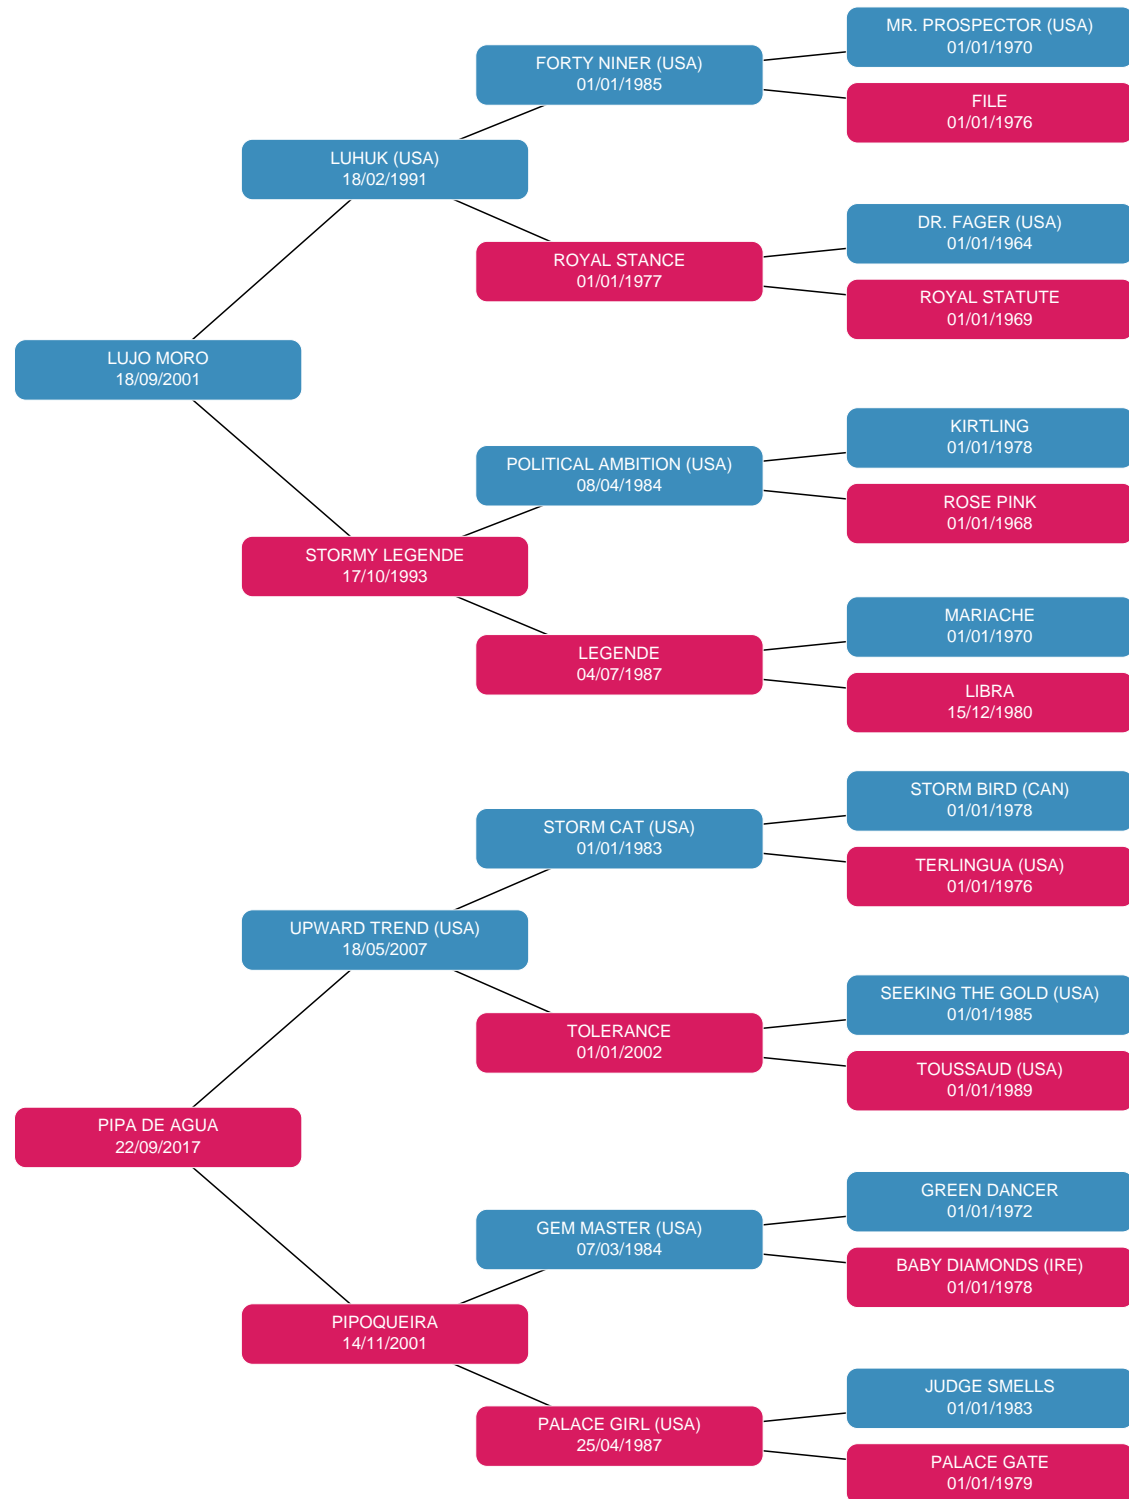 MR. PROSPECTOR (USA)
01/01/1970
FORTY NINER (USA)
01/01/1985
FILE
01/01/1976
LUHUK (USA)
18/02/1991
DR. FAGER (USA)
01/01/1964
ROYAL STANCE
01/01/1977
ROYAL STATUTE
01/01/1969
LUJO MORO
18/09/2001
KIRTLING
01/01/1978
POLITICAL AMBITION (USA)
08/04/1984
ROSE PINK
01/01/1968
STORMY LEGENDE
17/10/1993
MARIACHE
01/01/1970
LEGENDE
04/07/1987
LIBRA
15/12/1980
STORM BIRD (CAN)
01/01/1978
STORM CAT (USA)
01/01/1983
TERLINGUA (USA)
01/01/1976
UPWARD TREND (USA)
18/05/2007
SEEKING THE GOLD (USA)
01/01/1985
TOLERANCE
01/01/2002
TOUSSAUD (USA)
01/01/1989
PIPA DE AGUA
22/09/2017
GREEN DANCER
01/01/1972
GEM MASTER (USA)
07/03/1984
BABY DIAMONDS (IRE)
01/01/1978
PIPOQUEIRA
14/11/2001
JUDGE SMELLS
01/01/1983
PALACE GIRL (USA)
25/04/1987
PALACE GATE
01/01/1979